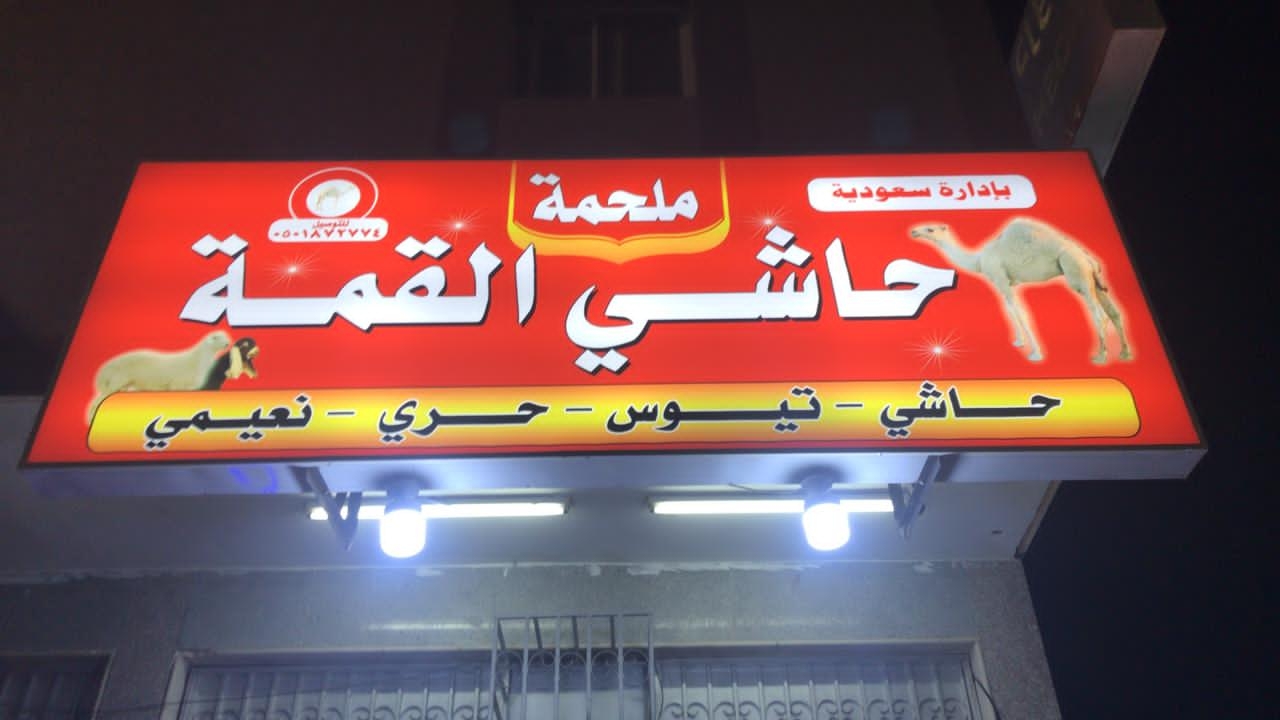 بإدارة سعودية
ملحمة
للتوصيل
٠٥٠١٨٧٢٧٧٤
حاشي القمة
حاشي - تيوس - حري - نعيمي